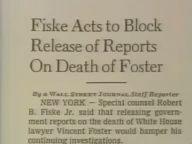 Fiske Acts to Block
Release of Reports
On Death of Foster
By a WALL STREET JOURNAL Staff Reporter
NEW YORK — Special counsel Robert
B. Fiske Jr. said that releasing govern-
ment reports on the death of White House
lawyer Vincent Foster would hamper his
continuing investigations.